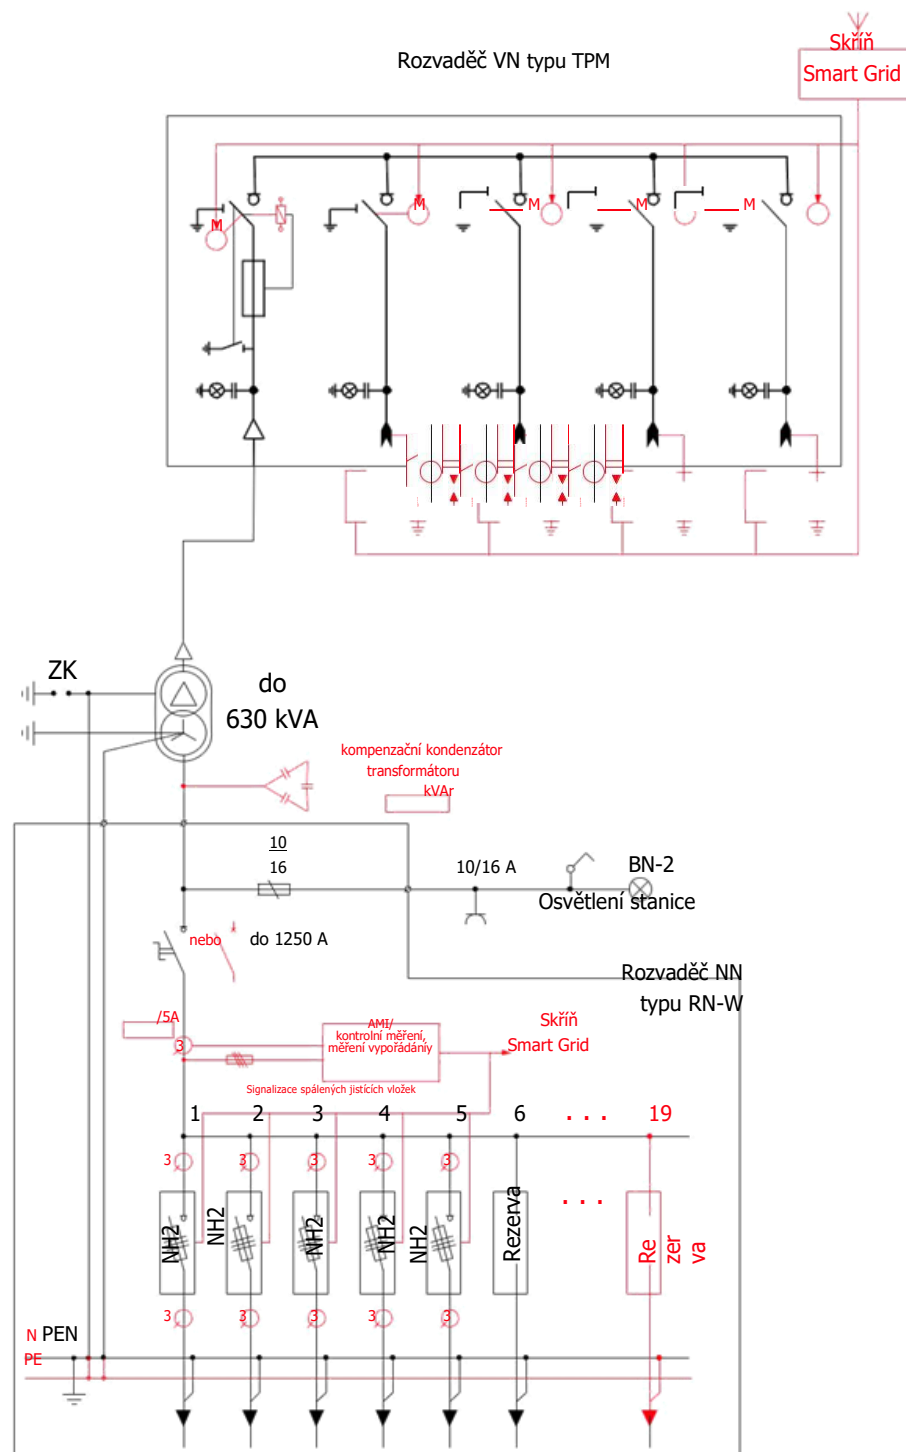 Rozvaděč VN typu TPM
Skříň
Smart Grid
M
M
M
M
M
ZK
do
630 kVA
kompenzační kondenzátor
transformátoru
kVAr
10
16
10/16 A
BN-2
Osvětlení stanice
nebo
do 1250 A
Rozvaděč NN
typu RN-W
/5A
3
AMI/
kontrolní měření,
měření vypořádáníy
Skříň
Smart Grid
Signalizace spálených jistících vložek
1 2 3 4 5 6 . . . 19
3 3 3 3 3
NH2
NH2
NH2
NH2
NH2
Rezerva
. . .
Re
zer
va
3 3 3 3 3
N PEN
PE